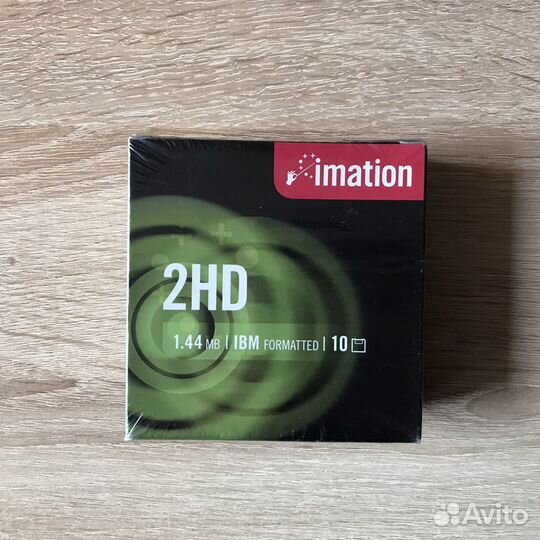 imation
2HD
1.44 MB | IBM FORMATTED | 10
Avito